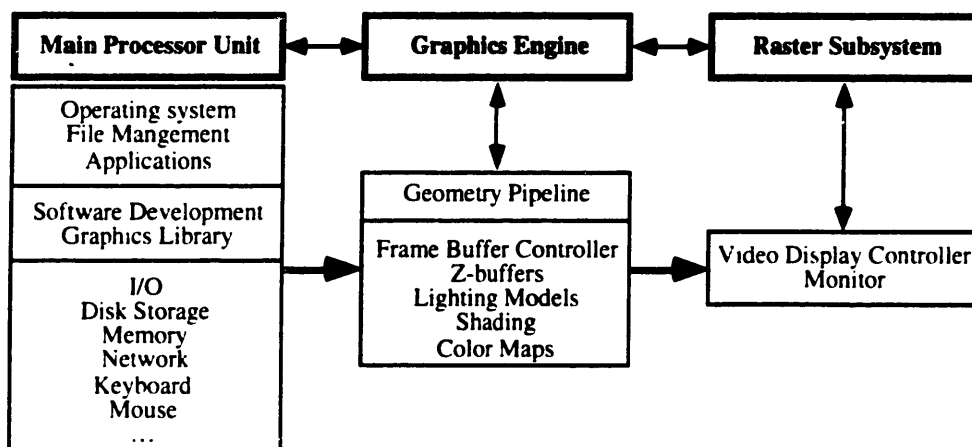 Main Processor Unit
Graphics Engine
Raster Subsystem
Operating system
File Mangement
Applications
Software Development
Graphics Library
I/O
Disk Storage
Memory
Network
Keyboard
Mouse
...
Geometry Pipeline
Frame Buffer Controller
Z-buffers
Lighting Models
Shading
Color Maps
Video Display Controller
Monitor